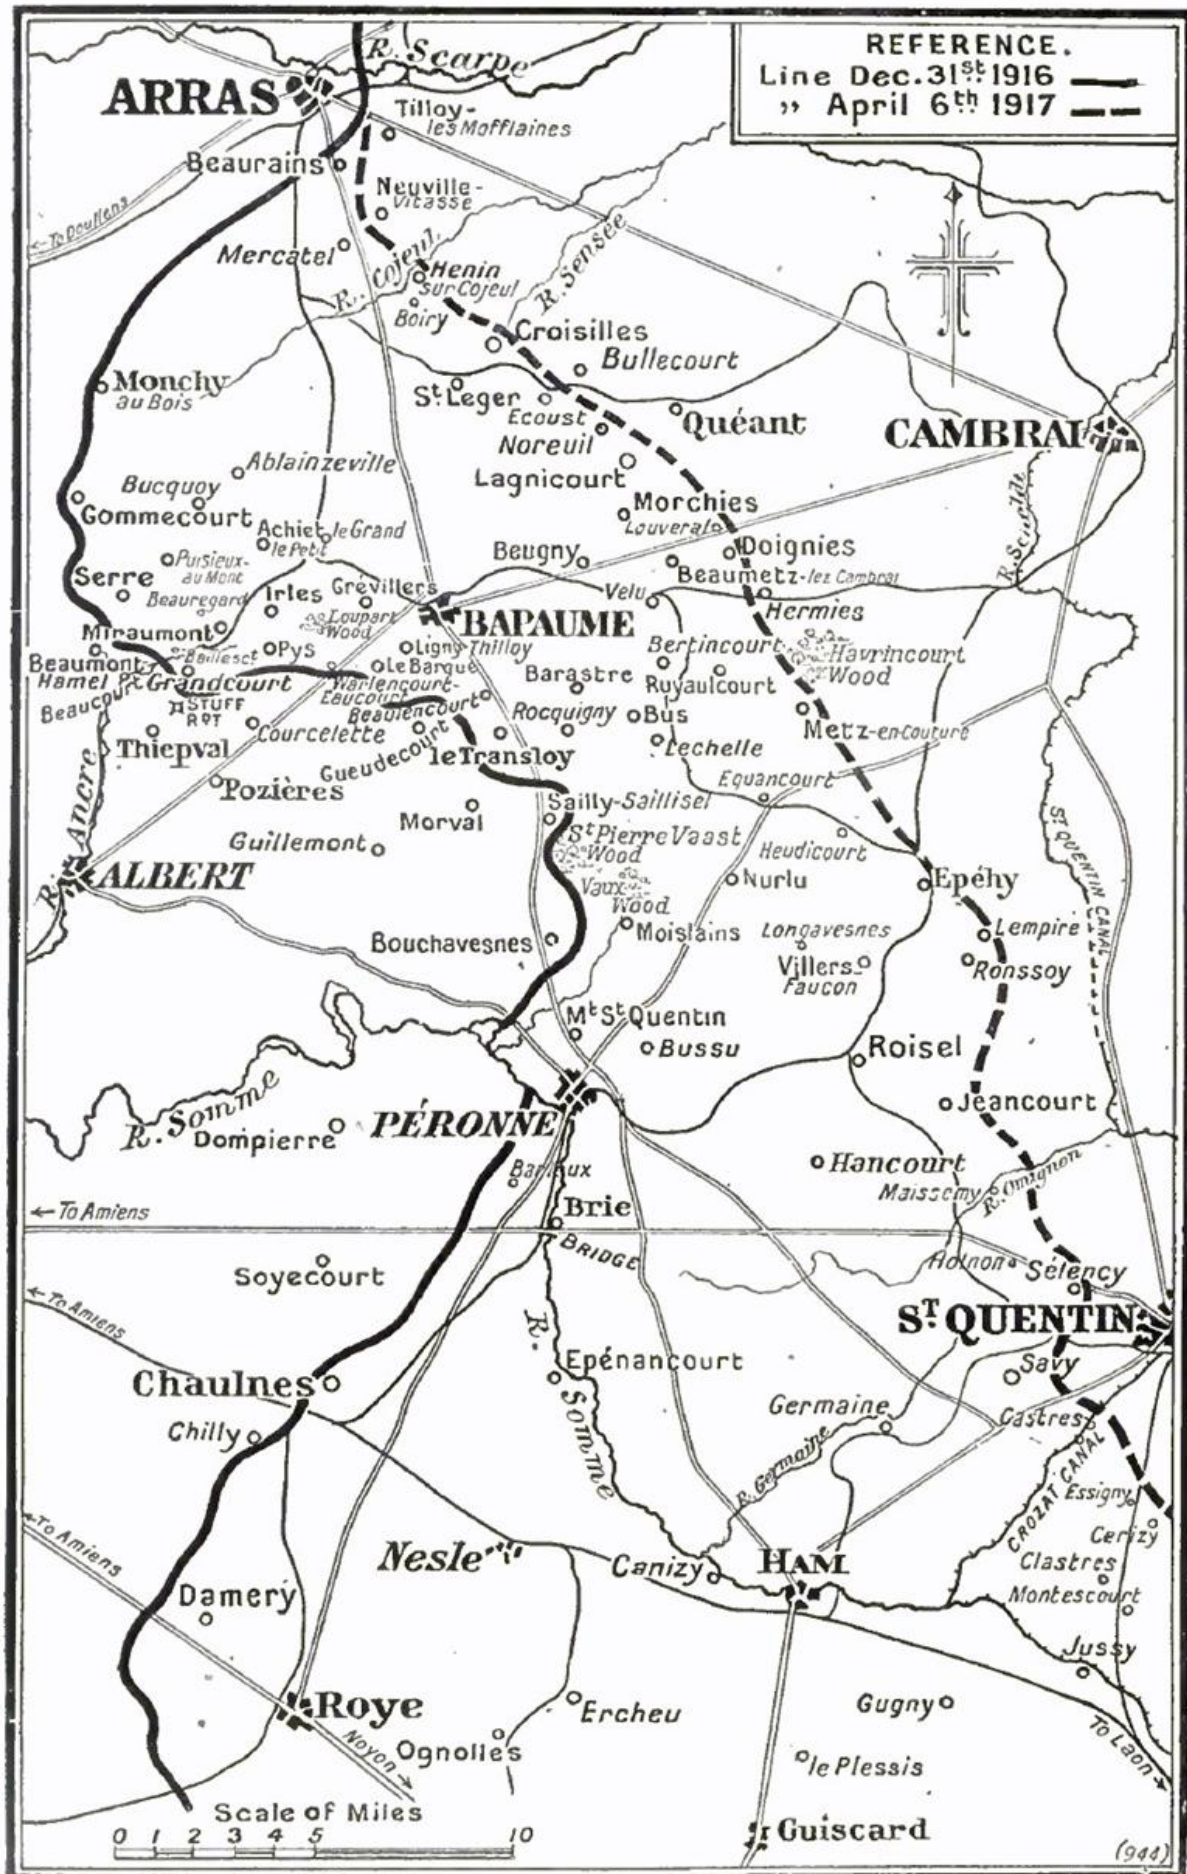 REFERENCE.
Line Dec. 31st 1916
„ April 6th 1917
R. Scarpe
ARRAS
Tilloy-
les Mofflaines
Beaurains
Neuville-
Vitasse
← To Doullens
Mercatel
R. Cojeul
Henin
sur Cojeul
R. Sensée
Boiry
Croisilles
Bullecourt
Monchy
au Bois
St. Leger
Ecoust
Quéant
CAMBRAI
Noreuil
Ablainzeville
Lagnicourt
Bucquoy
Gommecourt
Morchies
Louveral
R. Scheldt
Achiet le Grand
le Petit
Puisieux-
au Mont
Beugny
Doignies
Serre
Beaumetz-lez Cambrai
Beauregard
Irles
Grévillers
Velu
Hermies
Loupart
Wood
BAPAUME
Miraumont
Pys
Ligny Thilloy
Bertincourt
Havrincourt
Wood
Beaumont
Hamel
Baillesct
Le Barque
Barastre
Ruyaulcourt
Grandcourt
Warlencourt-
Eaucourt
Beaucourt
STUFF
RDT
Beaulencourt
Rocquigny
Bus
Metz-en-Couture
Thiepval
Courcelette
Gueudecourt
le Transloy
Lechelle
Pozières
Equancourt
Morval
Sailly-Saillisel
R. Ancre
Guillemont
St Pierre Vaast
Wood
Heudicourt
ST QUENTIN CANAL
ALBERT
Vaux
Wood
Nurlu
Epéhy
Bouchavesnes
Moislains
Longavesnes
Lempire
Villers-
Faucon
Ronssoy
Mt St Quentin
Bussu
Roisel
R. Somme
Dompierre
PÉRONNE
Jeancourt
Barleux
Hancourt
Maissemy
R. Omignon
← To Amiens
Brie
BRIDGE
Soyecourt
Holnon
Sélency
← To Amiens
ST. QUENTIN
R. Somme
Epénancourt
Savy
Chaulnes
Germaine
Castres
Chilly
R. Germaine
CROZAT CANAL
Essigny
← To Amiens
Cerizy
Nesle
Canizy
HAM
Clastres
Montescourt
Damery
Jussy
Roye
Ercheu
Gugny
Noyon →
Ognolles
To Laon →
le Plessis
Scale of Miles
0 1 2 3 4 5 10
Guiscard
(944)